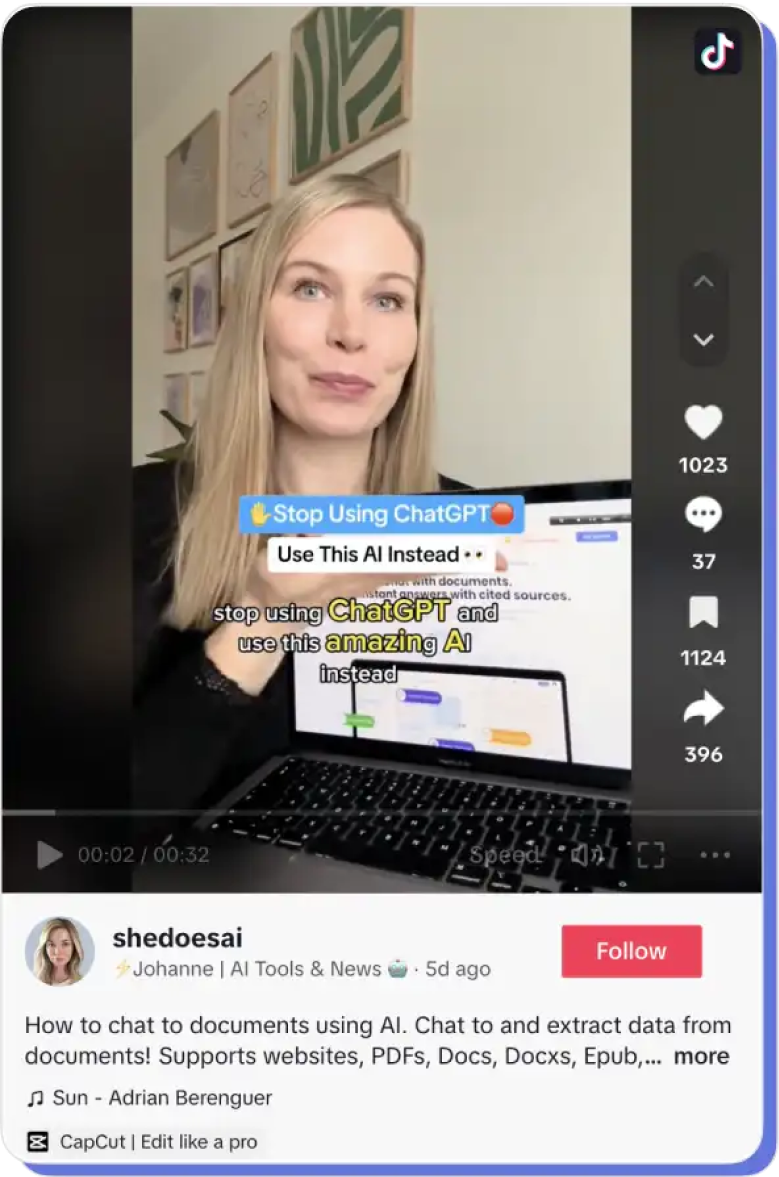 1023
✋Stop Using ChatGPT🔴
Use This AI Instead 👀
with documents.
answers with cited sources.
stop using ChatGPT and
use this amazing AI
instead
37
1124
396
00:02 / 00:32
Speed
shedoesai
⚡Johanne | AI Tools & News 🤖 · 5d ago
Follow
How to chat to documents using AI. Chat to and extract data from
documents! Supports websites, PDFs, Docs, Docxs, Epub,... more
Sun - Adrian Berenguer
CapCut | Edit like a pro